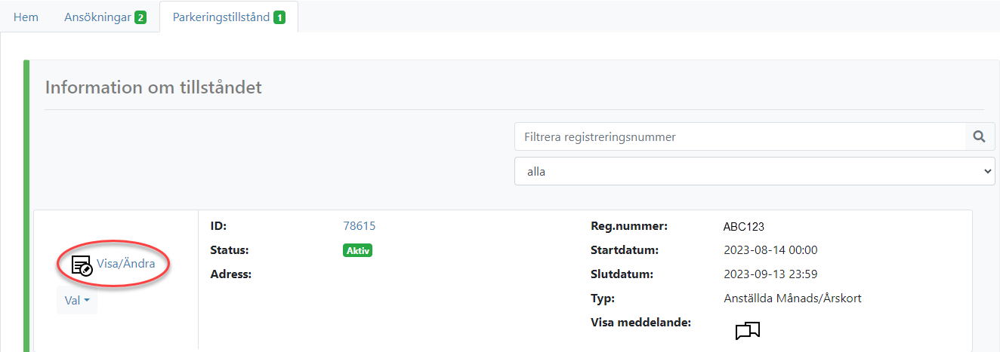 Hem Ansökningar 2 Parkeringstillstånd 1
Information om tillståndet
Filtrera registreringsnummer
alla
Visa/Ändra
Val
ID: 78615
Status: Aktiv
Adress:
Reg.nummer: ABC123
Startdatum: 2023-08-14 00:00
Slutdatum: 2023-09-13 23:59
Typ: Anställda Månads/Årskort
Visa meddelande: